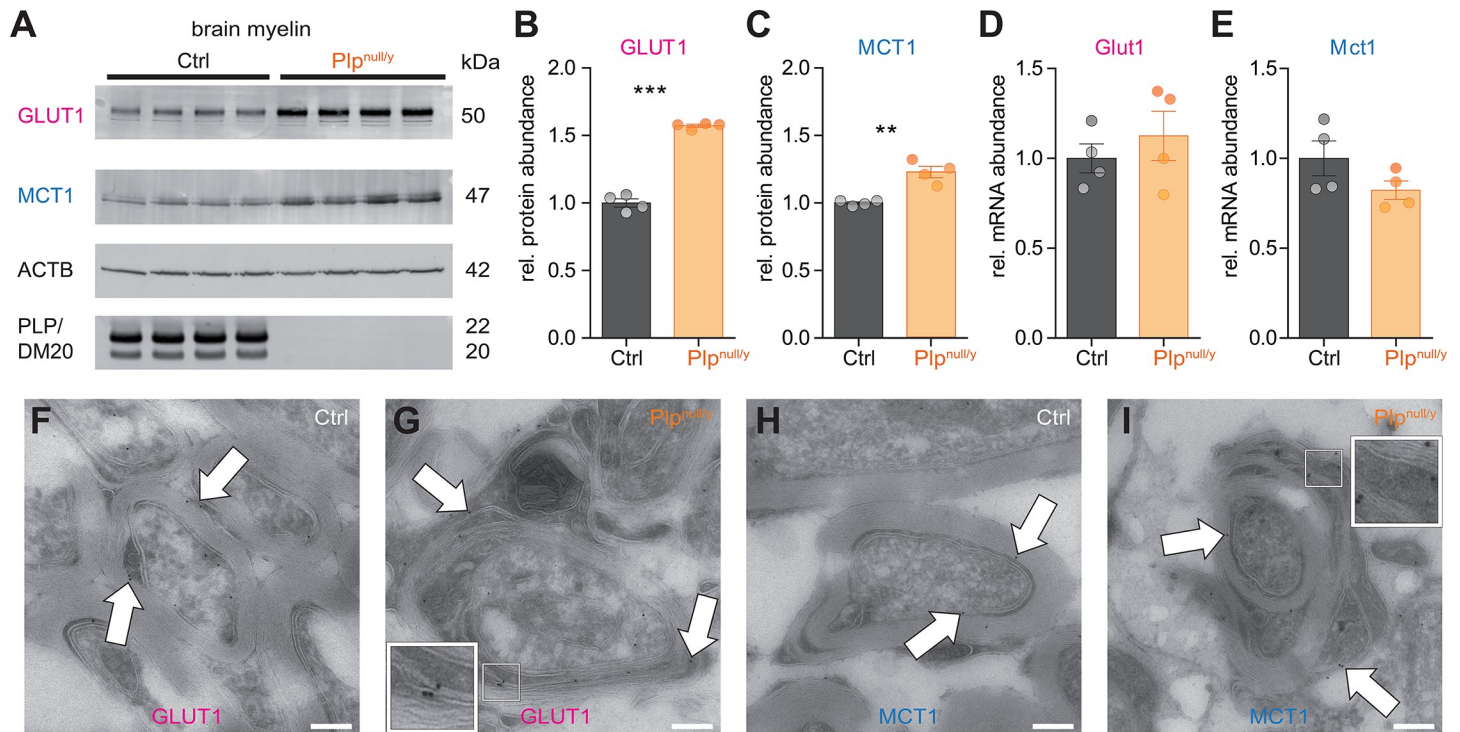 A
brain myelin
Ctrl
Plpnull/y
kDa
GLUT1
50
MCT1
47
ACTB
42
PLP/
DM20
22
20
B
GLUT1
rel. protein abundance
2.0
1.5
1.0
0.5
0.0
***
Ctrl
Plpnull/y
C
MCT1
rel. protein abundance
2.0
1.5
1.0
0.5
0.0
**
Ctrl
Plpnull/y
D
Glut1
rel. mRNA abundance
1.5
1.0
0.5
0.0
Ctrl
Plpnull/y
E
Mct1
rel. mRNA abundance
1.5
1.0
0.5
0.0
Ctrl
Plpnull/y
F
Ctrl
GLUT1
G
Plpnull/y
GLUT1
H
Ctrl
MCT1
I
Plpnull/y
MCT1